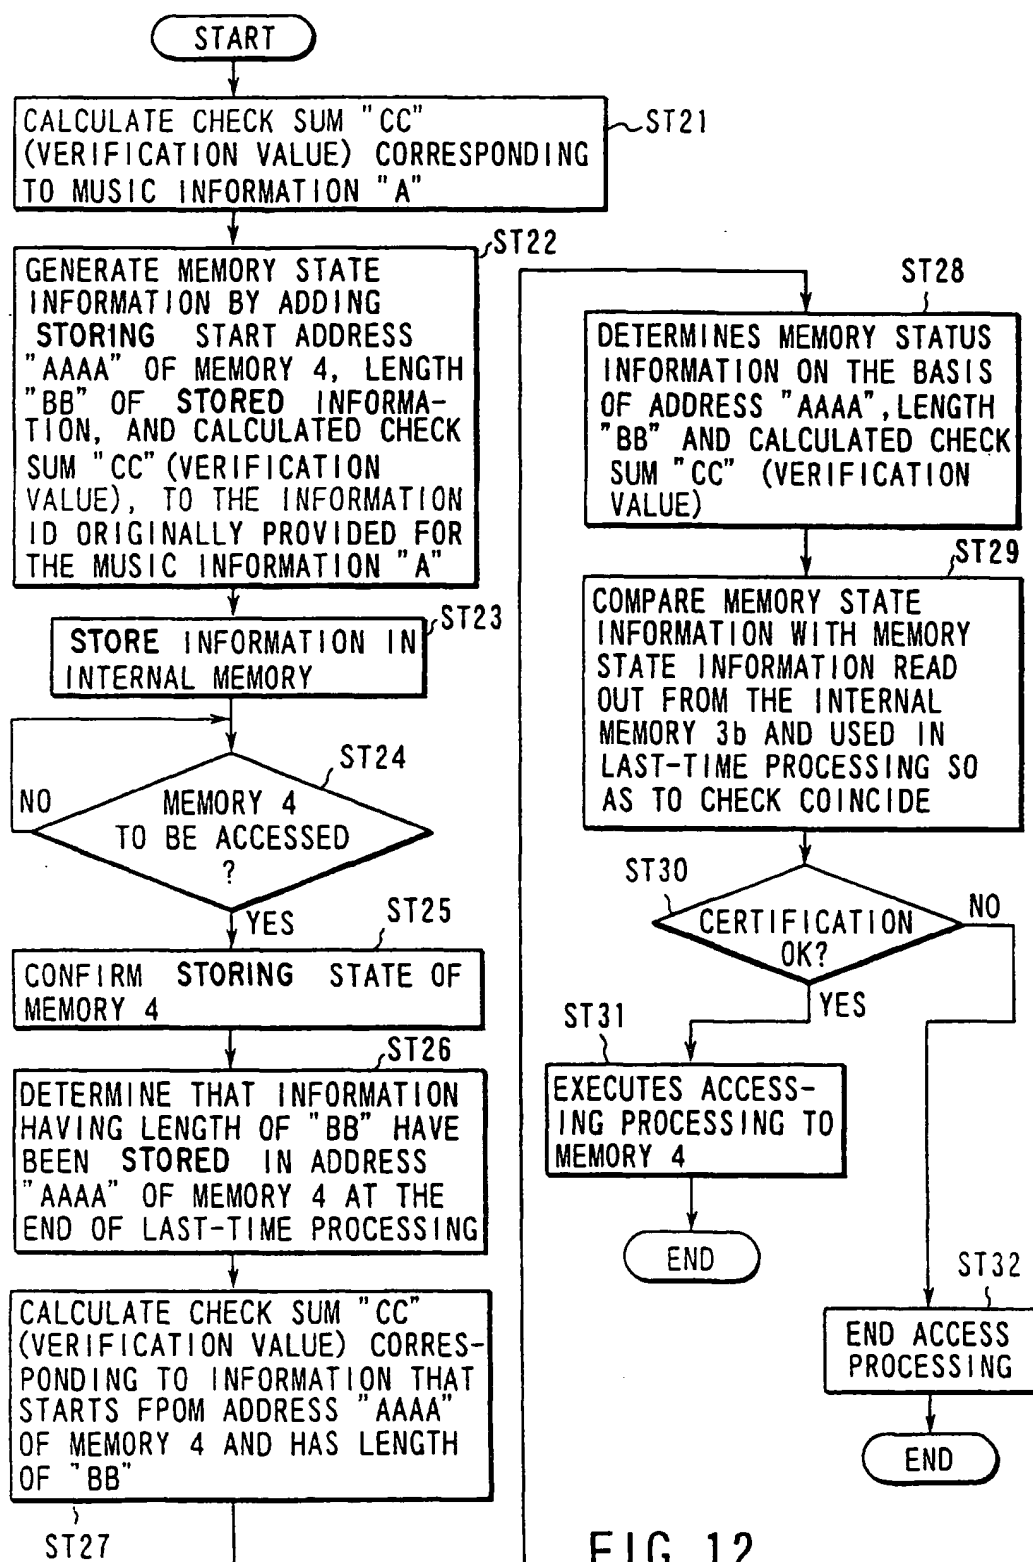 START
CALCULATE CHECK SUM "CC"
(VERIFICATION VALUE) CORRESPONDING
TO MUSIC INFORMATION "A"
ST21
ST22
GENERATE MEMORY STATE
INFORMATION BY ADDING
STORING START ADDRESS
"AAAA" OF MEMORY 4, LENGTH
"BB" OF STORED INFORMA-
TION, AND CALCULATED CHECK
SUM "CC" (VERIFICATION
VALUE), TO THE INFORMATION
ID ORIGINALLY PROVIDED FOR
THE MUSIC INFORMATION "A"
ST23
STORE INFORMATION IN
INTERNAL MEMORY
ST24
NO
MEMORY 4
TO BE ACCESSED
?
YES
ST25
CONFIRM STORING STATE OF
MEMORY 4
ST26
DETERMINE THAT INFORMATION
HAVING LENGTH OF "BB" HAVE
BEEN STORED IN ADDRESS
"AAAA" OF MEMORY 4 AT THE
END OF LAST-TIME PROCESSING
CALCULATE CHECK SUM "CC"
(VERIFICATION VALUE) CORRES-
PONDING TO INFORMATION THAT
STARTS FPOM ADDRESS "AAAA"
OF MEMORY 4 AND HAS LENGTH
OF "BB"
ST27
ST28
DETERMINES MEMORY STATUS
INFORMATION ON THE BASIS
OF ADDRESS "AAAA", LENGTH
"BB" AND CALCULATED CHECK
SUM "CC" (VERIFICATION
VALUE)
ST29
COMPARE MEMORY STATE
INFORMATION WITH MEMORY
STATE INFORMATION READ
OUT FROM THE INTERNAL
MEMORY 3b AND USED IN
LAST-TIME PROCESSING SO
AS TO CHECK COINCIDE
ST30
CERTIFICATION
OK?
NO
YES
ST31
EXECUTES ACCESS-
ING PROCESSING TO
MEMORY 4
END
ST32
END ACCESS
PROCESSING
END
FIG. 12